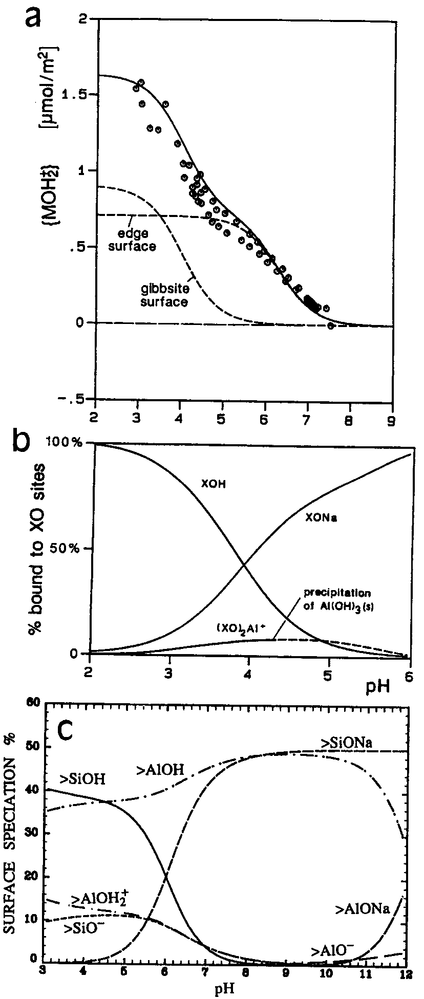 a
2
1.5
1
.5
0
-.5
{MOH₂⁺} [µmol/m²]
edge
surface
gibbsite
surface
2 3 4 5 6 7 8 9
b
100%
50%
0
% bound to XO sites
XOH
XONa
precipitation
of Al(OH)₃(s)
(XO)₂Al⁺
2 3 4 5 6
pH
c
60
50
40
30
20
10
0
SURFACE SPECIATION %
>SiONa
>AlOH
>SiOH
>AlOH₂⁺
>SiO⁻
>AlONa
>AlO⁻
3 4 5 6 7 8 9 10 11 12
pH